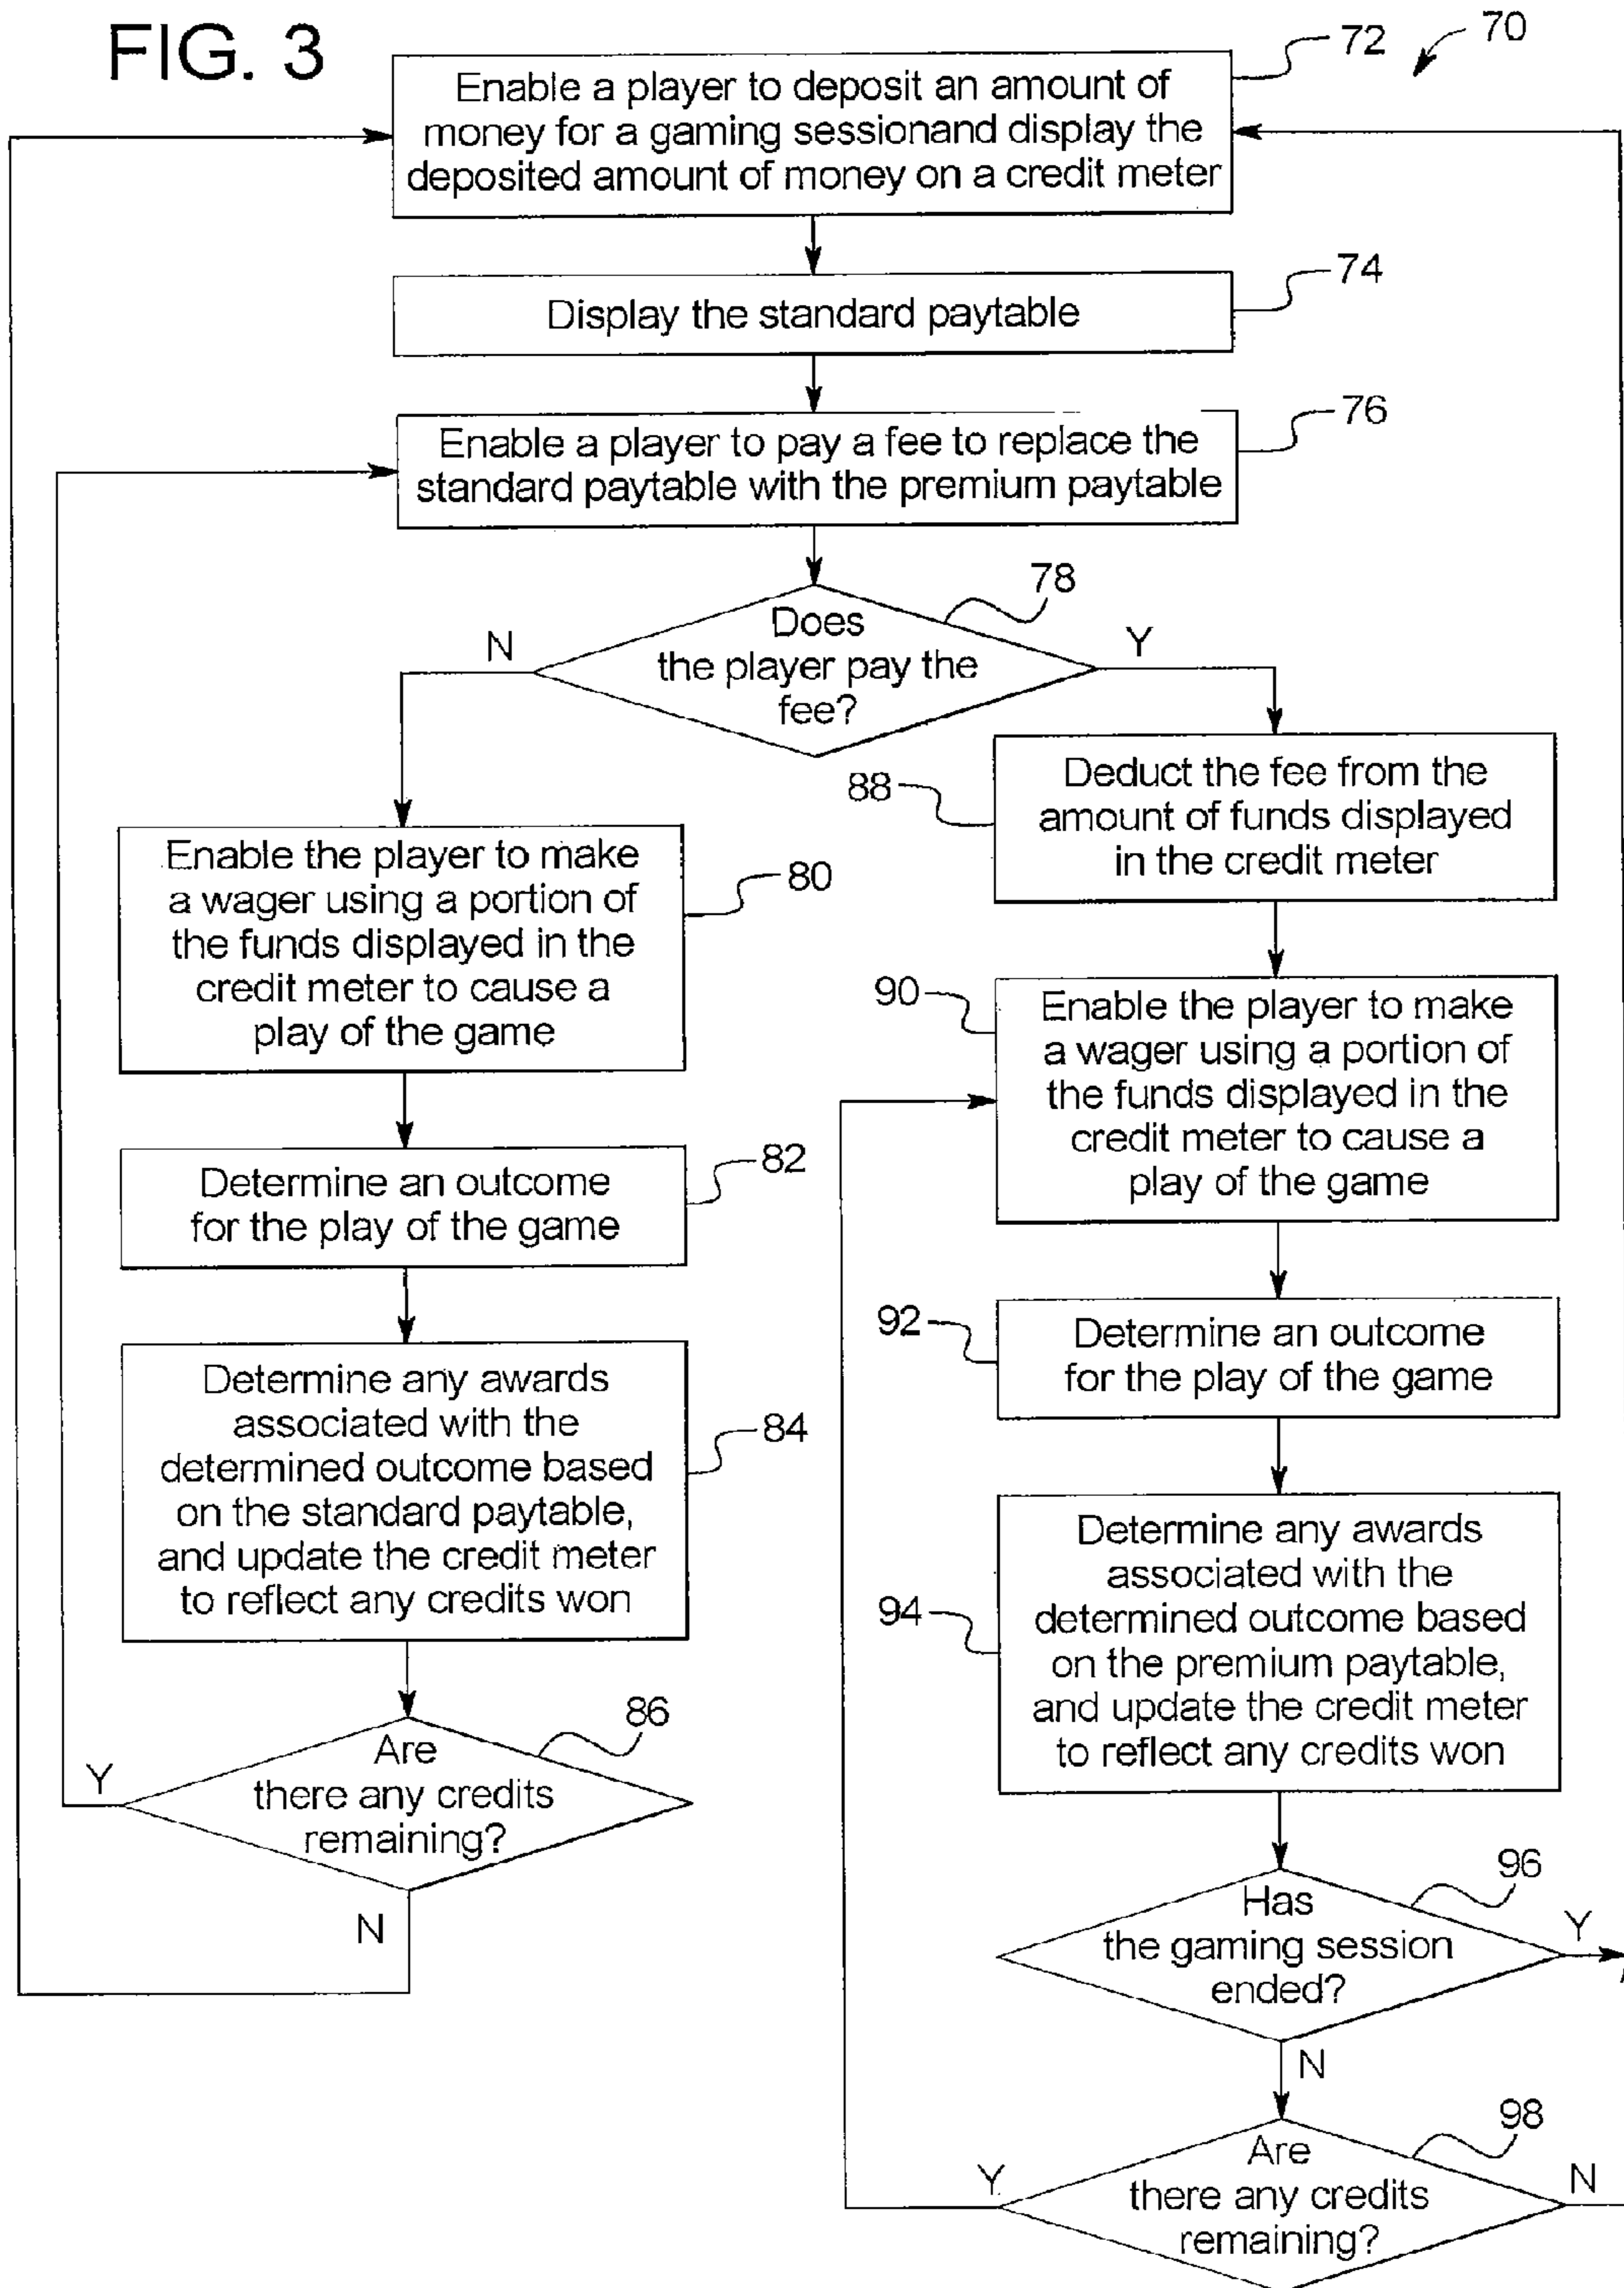 FIG. 3
70
72
Enable a player to deposit an amount of
money for a gaming sessionand display the
deposited amount of money on a credit meter
74
Display the standard paytable
76
Enable a player to pay a fee to replace the
standard paytable with the premium paytable
78
Does
the player pay the
fee?
N
Y
80
Enable the player to make
a wager using a portion of
the funds displayed in the
credit meter to cause a
play of the game
82
Determine an outcome
for the play of the game
84
Determine any awards
associated with the
determined outcome based
on the standard paytable,
and update the credit meter
to reflect any credits won
86
Are
there any credits
remaining?
Y
N
88
Deduct the fee from the
amount of funds displayed
in the credit meter
90
Enable the player to make
a wager using a portion of
the funds displayed in the
credit meter to cause a
play of the game
92
Determine an outcome
for the play of the game
94
Determine any awards
associated with the
determined outcome based
on the premium paytable,
and update the credit meter
to reflect any credits won
96
Has
the gaming session
ended?
Y
N
98
Are
there any credits
remaining?
Y
N